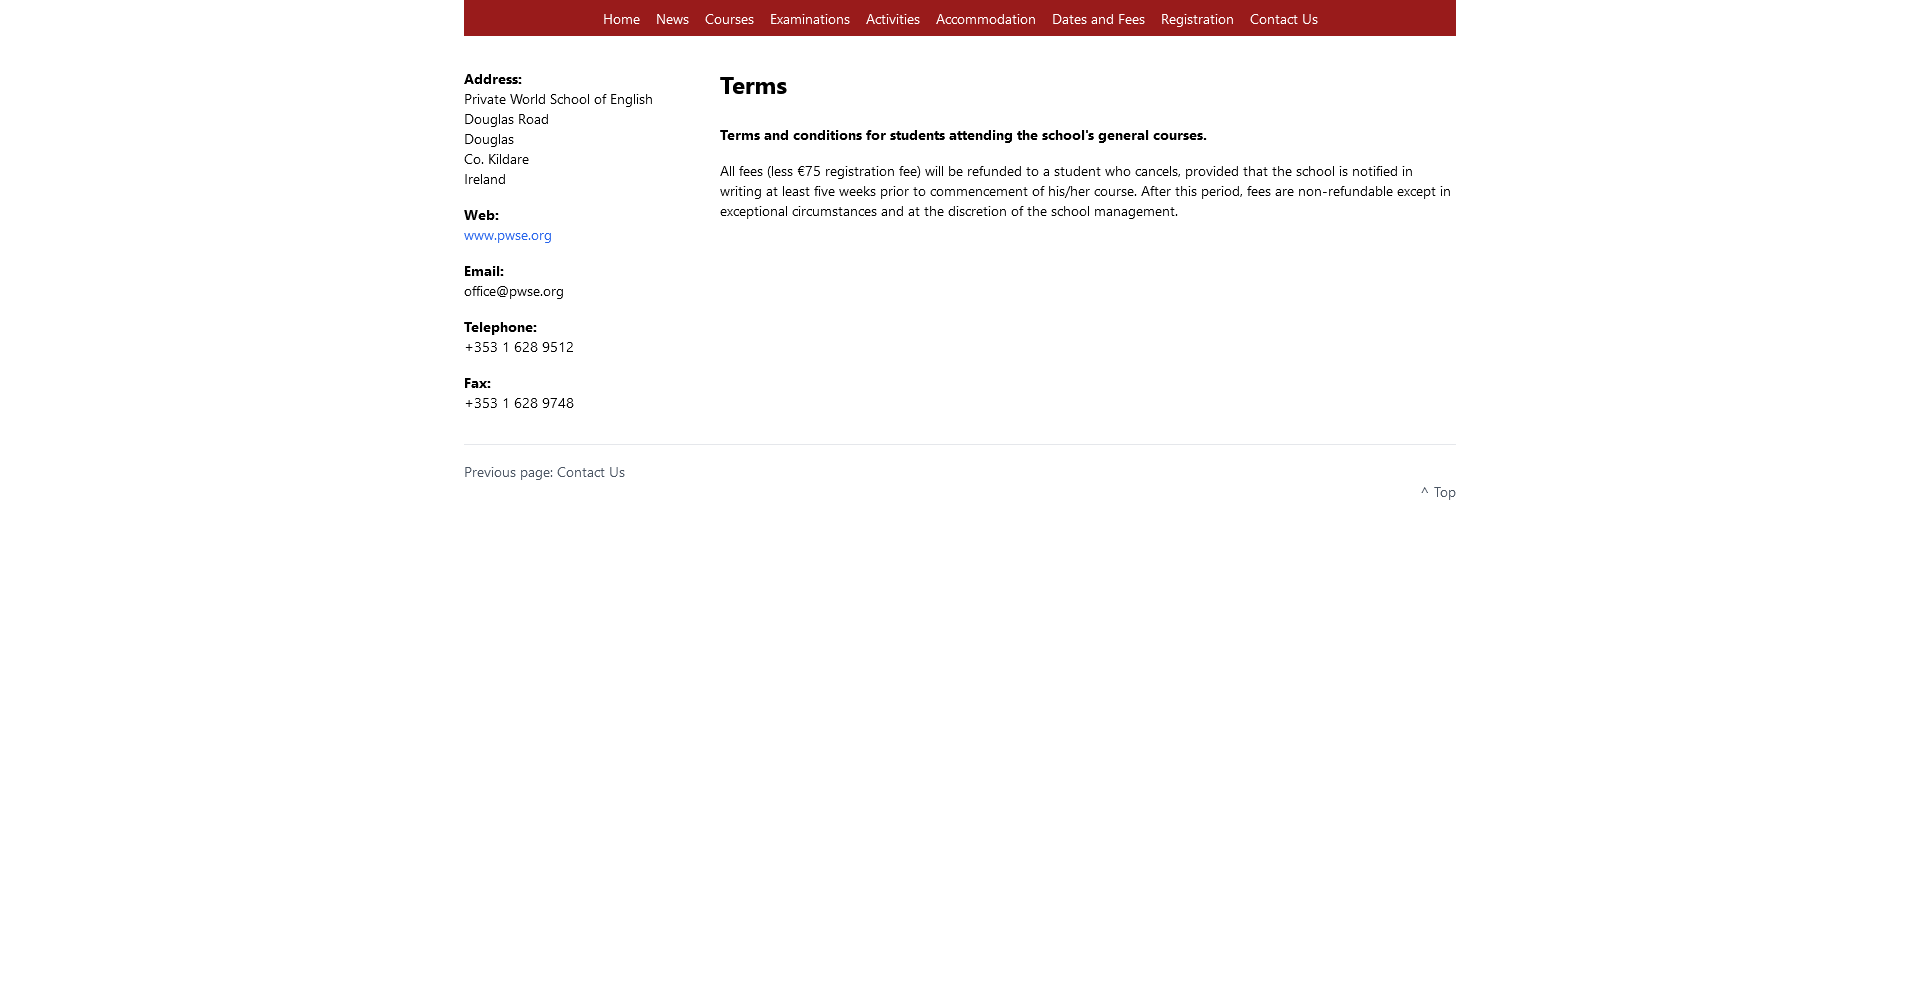 Home News Courses Examinations Activities Accommodation Dates and Fees Registration Contact Us
Address:
Private World School of English
Douglas Road
Douglas
Co. Kildare
Ireland
Web:
www.pwse.org
Email:
office@pwse.org
Telephone:
+353 1 628 9512
Fax:
+353 1 628 9748
Terms
Terms and conditions for students attending the school's general courses.
All fees (less €75 registration fee) will be refunded to a student who cancels, provided that the school is notified in
writing at least five weeks prior to commencement of his/her course. After this period, fees are non-refundable except in
exceptional circumstances and at the discretion of the school management.
Previous page: Contact Us
^ Top